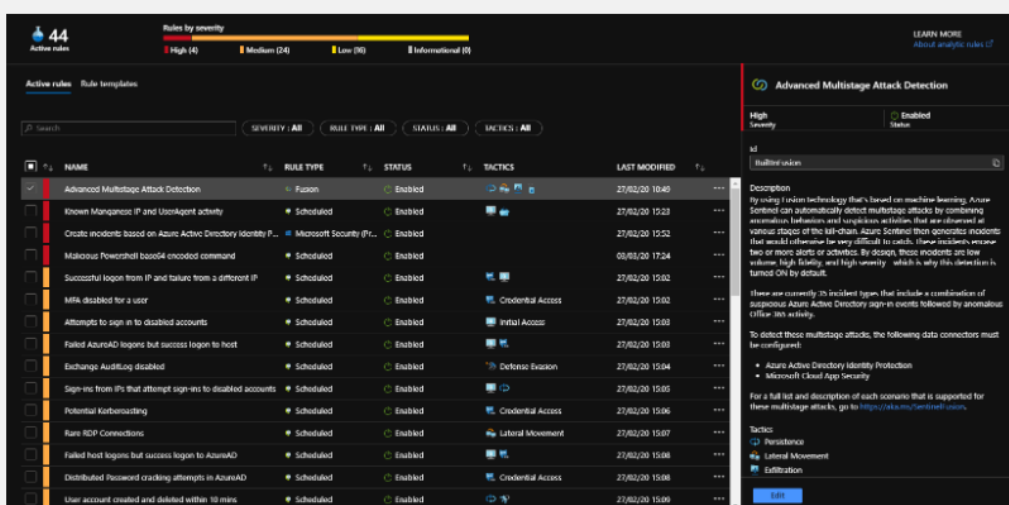 44
Active rules
Rules by severity
High (4)
Medium (24)
Low (16)
Informational (0)
LEARN MORE
About analytic rules
Active rules
Rule templates
Search
SEVERITY : All
RULE TYPE : All
STATUS : All
TACTICS : All
NAME
RULE TYPE
STATUS
TACTICS
LAST MODIFIED
Advanced Multistage Attack Detection Fusion Enabled 27/02/20 10:49
Known Manganese IP and UserAgent activity Scheduled Enabled 27/02/20 15:23
Create incidents based on Azure Active Directory Identity P... Microsoft Security (Pr... Enabled 27/02/20 15:52
Malicious Powershell base64 encoded command Scheduled Enabled 03/03/20 17:24
Successful logon from IP and failure from a different IP Scheduled Enabled 27/02/20 15:02
MFA disabled for a user Scheduled Enabled Credential Access 27/02/20 15:02
Attempts to sign in to disabled accounts Scheduled Enabled Initial Access 27/02/20 15:03
Failed AzureAD logons but success logon to host Scheduled Enabled 27/02/20 15:03
Exchange AuditLog disabled Scheduled Enabled Defense Evasion 27/02/20 15:04
Sign-ins from IPs that attempt sign-ins to disabled accounts Scheduled Enabled 27/02/20 15:05
Potential Kerberoasting Scheduled Enabled Credential Access 27/02/20 15:06
Rare RDP Connections Scheduled Enabled Lateral Movement 27/02/20 15:07
Failed host logons but success logon to AzureAD Scheduled Enabled 27/02/20 15:08
Distributed Password cracking attempts in AzureAD Scheduled Enabled Credential Access 27/02/20 15:08
User account created and deleted within 10 mins Scheduled Enabled 27/02/20 15:09
Advanced Multistage Attack Detection
High
Severity
Enabled
Status
Id
BuiltInFusion
Description
By using Fusion technology that's based on machine learning, Azure
Sentinel can automatically detect multistage attacks by combining
anomalous behaviors and suspicious activities that are observed at
various stages of the kill-chain. Azure Sentinel then generates incidents
that would otherwise be very difficult to catch. These incidents encase
two or more alerts or activities. By design, these incidents are low
volume, high fidelity, and high severity which is why this detection is
turned ON by default.
There are currently 35 incident types that include a combination of
suspicious Azure Active Directory sign-in events followed by anomalous
Office 365 activity.
To detect these multistage attacks, the following data connectors must
be configured:
• Azure Active Directory Identity Protection
• Microsoft Cloud App Security
For a full list and description of each scenario that is supported for
these multistage attacks, go to https://aka.ms/SentinelFusion.
Tactics
Persistence
Lateral Movement
Exfiltration
Edit